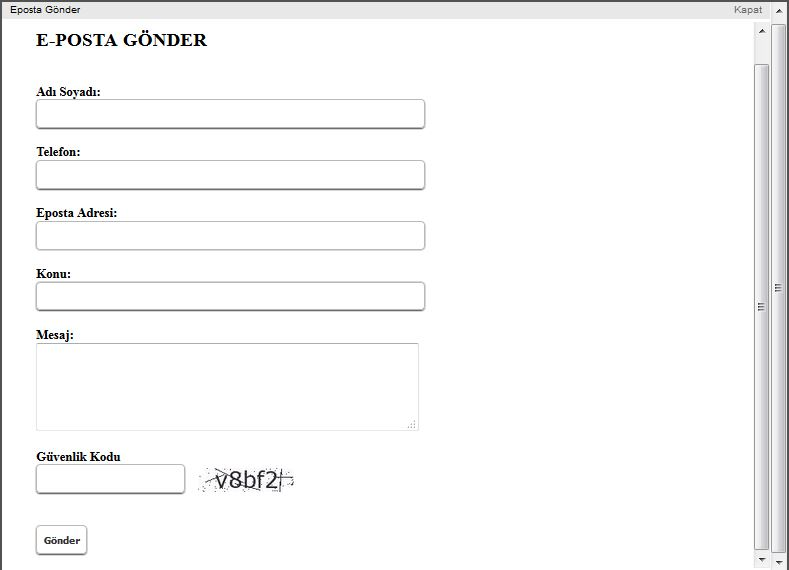 Eposta Gönder
Kapat
E-POSTA GÖNDER
Adı Soyadı:
Telefon:
Eposta Adresi:
Konu:
Mesaj:
Güvenlik Kodu
v8bf2
Gönder